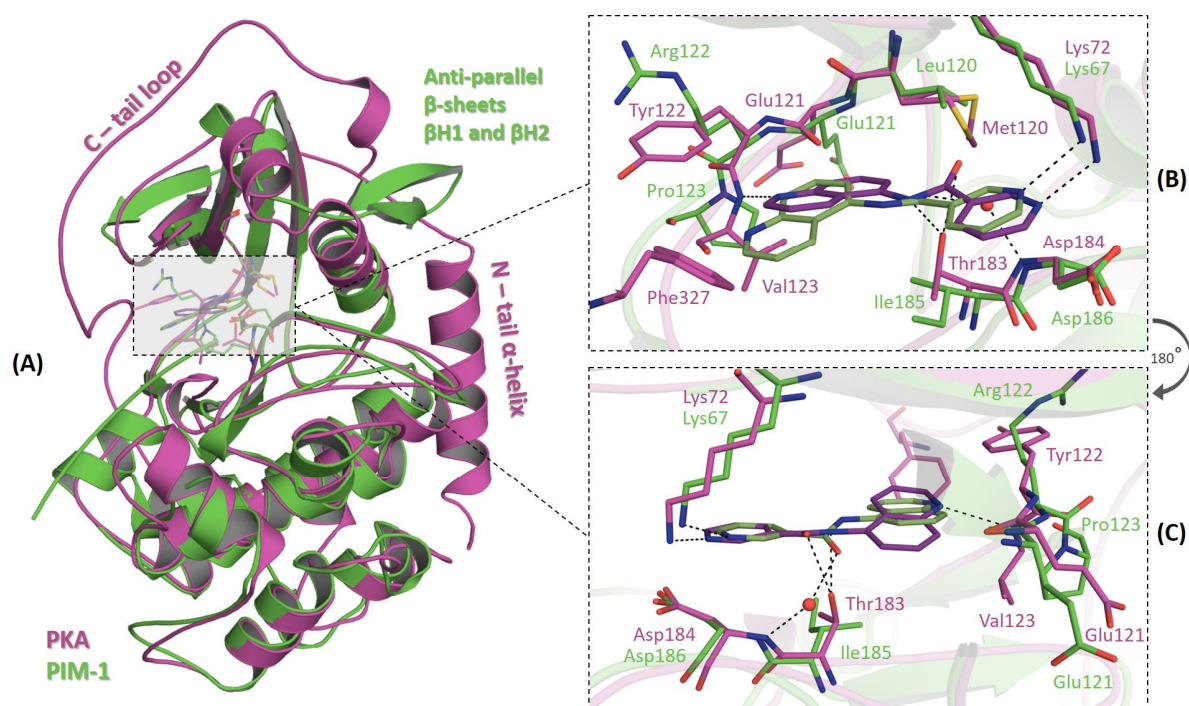 (A)
C – tail loop
Anti-parallel
β-sheets
βH1 and βH2
N – tail α-helix
PKA
PIM-1
(B)
Arg122
Tyr122
Glu121
Glu121
Leu120
Lys72
Lys67
Met120
Pro123
Phe327
Val123
Thr183
Asp184
Ile185
Asp186
180°
(C)
Lys72
Lys67
Arg122
Tyr122
Pro123
Thr183
Val123
Glu121
Asp184
Asp186
Ile185
Glu121